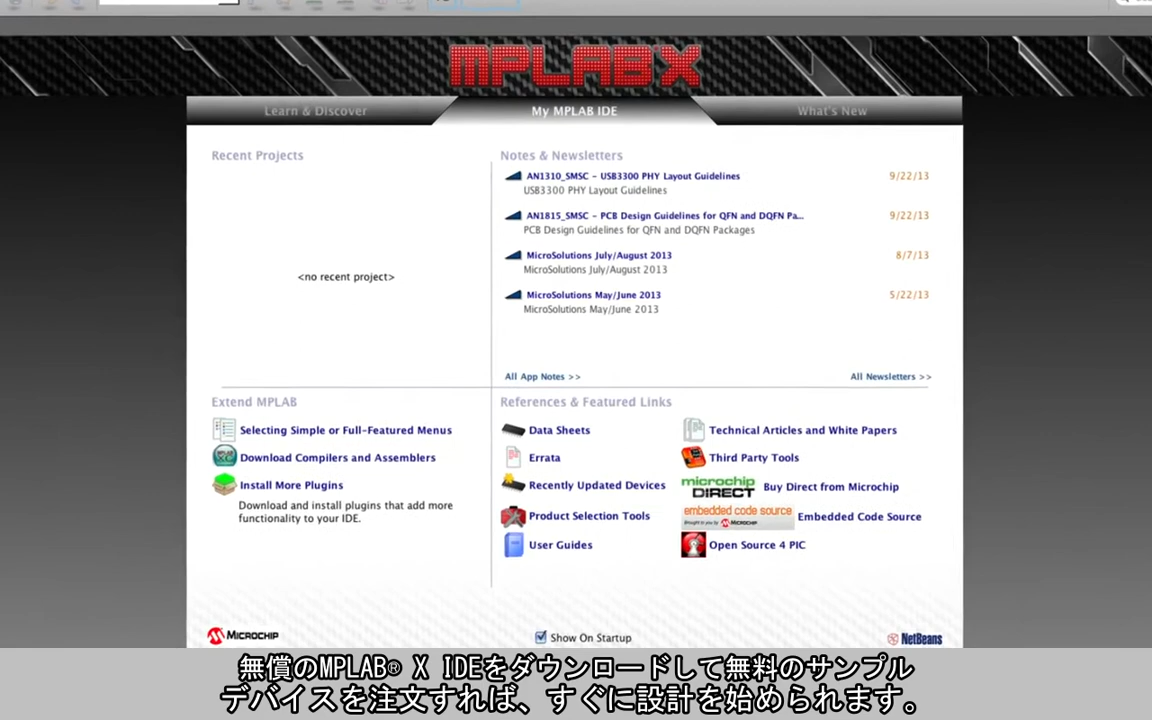 MPLAB X
Learn & Discover
My MPLAB IDE
What's New
Recent Projects
<no recent project>
Notes & Newsletters
AN1310_SMSC - USB3300 PHY Layout Guidelines 9/22/13
USB3300 PHY Layout Guidelines
AN1815_SMSC - PCB Design Guidelines for QFN and DQFN Pa... 9/22/13
PCB Design Guidelines for QFN and DQFN Packages
MicroSolutions July/August 2013 8/7/13
MicroSolutions July/August 2013
MicroSolutions May/June 2013 5/22/13
MicroSolutions May/June 2013
All App Notes >>
All Newsletters >>
Extend MPLAB
Selecting Simple or Full-Featured Menus
Download Compilers and Assemblers
Install More Plugins
Download and install plugins that add more
functionality to your IDE.
References & Featured Links
Data Sheets
Errata
Recently Updated Devices
Product Selection Tools
User Guides
Technical Articles and White Papers
Third Party Tools
microchip DIRECT Buy Direct from Microchip
embedded code source Embedded Code Source
Brought to you by MICROCHIP
Open Source 4 PIC
MICROCHIP
Show On Startup
NetBeans
無償のMPLAB® X IDEをダウンロードして無料のサンプル
デバイスを注文すれば、すぐに設計を始められます。